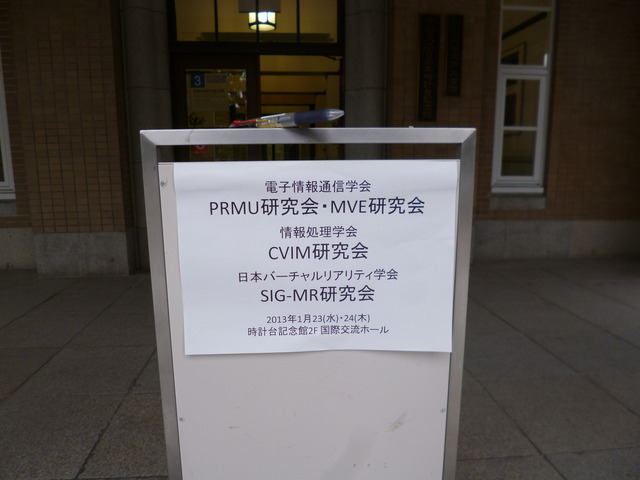 電子情報通信学会
PRMU研究会・MVE研究会
情報処理学会
CVIM研究会
日本バーチャルリアリティ学会
SIG-MR研究会
2013年1月23(水)・24(木)
時計台記念館2F 国際交流ホール
3